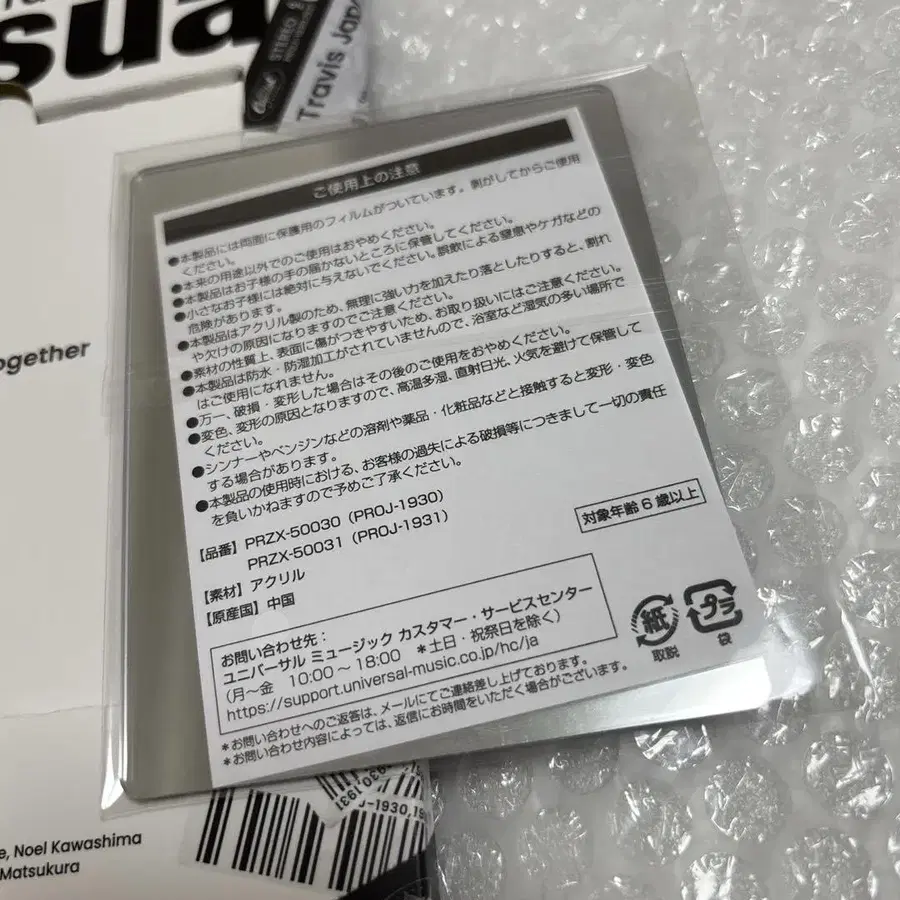 sua
STEREO
Travis Jap
ogether
ご使用上の注意
●本製品には両面に保護用のフィルムがついています。剥がしてからご使用
ください。
●本来の用途以外でのご使用はおやめください。
●本製品はお子様の手の届かないところに保管してください。
●小さなお子様には絶対に与えないでください。誤飲による窒息やケガなどの
危険があります。
●本製品はアクリル製のため、無理に強い力を加えたり落としたりすると、割れ
や欠けの原因になりますのでご注意ください。
●素材の性質上、表面に傷がつきやすいため、お取り扱いにはご注意ください。
●本製品は防水・防湿加工がされていませんので、浴室など湿気の多い場所で
はご使用になれません。
●万一、破損・変形した場合はその後のご使用をおやめください。
●変色、変形の原因となりますので、高温多湿、直射日光、火気を避けて保管して
ください。
●シンナーやベンジンなどの溶剤や薬品・化粧品などと接触すると変形・変色
する場合があります。
●本製品の使用時における、お客様の過失による破損等につきまして一切の責任
を負いかねますので予めご了承ください。
【品番】PRZX-50030（PROJ-1930）
PRZX-50031（PROJ-1931）
【素材】アクリル
【原産国】中国
対象年齢6歳以上
お問い合わせ先：
ユニバーサル ミュージック カスタマー・サービスセンター
（月〜金　10:00〜18:00　＊土日・祝祭日を除く）
https://support.universal-music.co.jp/hc/ja
＊お問い合わせへのご返答は、メールにてご連絡差し上げております。
＊お問い合わせ内容によっては、返信にお時間をいただく場合がございます。
紙
取説
プラ
袋
J-1930,19
930,1931
e, Noel Kawashima
Matsukura